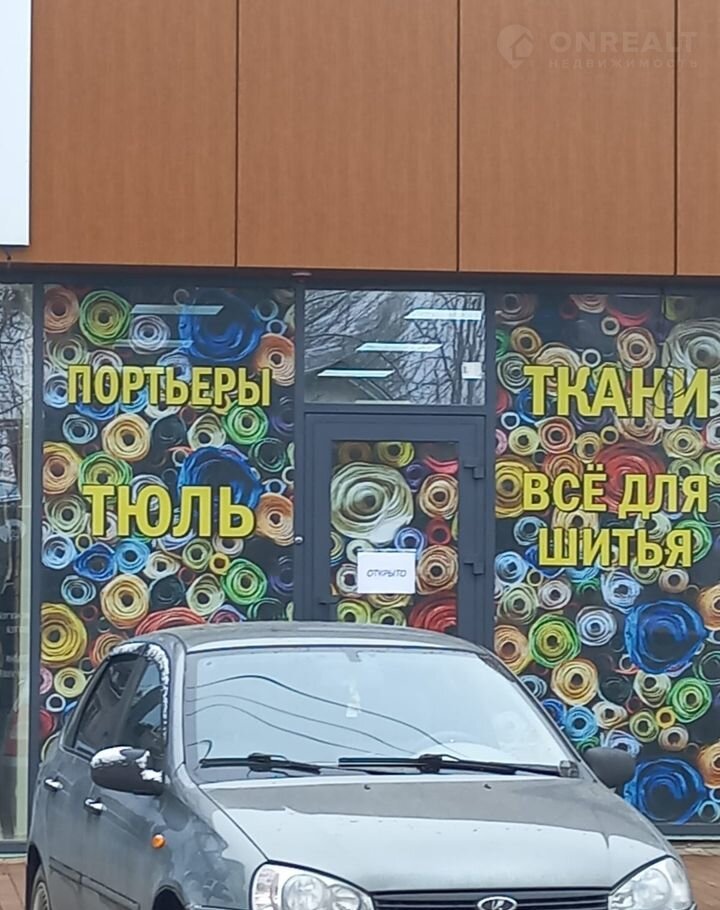 ONREALT
НЕДВИЖИМОСТЬ
ПОРТЬЕРЫ
ТЮЛЬ
ОТКРЫТО
ТКАНИ
ВСЁ ДЛЯ
ШИТЬЯ